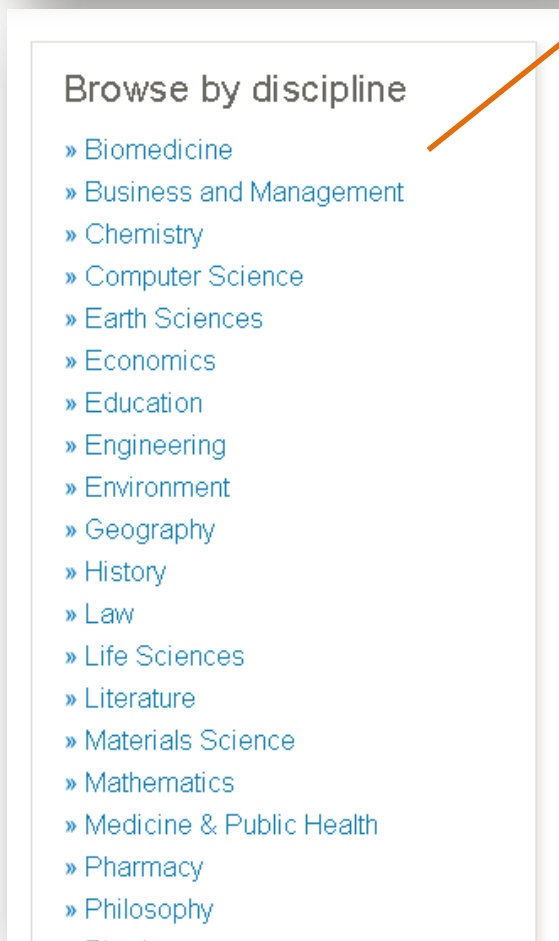 Browse by discipline
» Biomedicine
» Business and Management
» Chemistry
» Computer Science
» Earth Sciences
» Economics
» Education
» Engineering
» Environment
» Geography
» History
» Law
» Life Sciences
» Literature
» Materials Science
» Mathematics
» Medicine & Public Health
» Pharmacy
» Philosophy